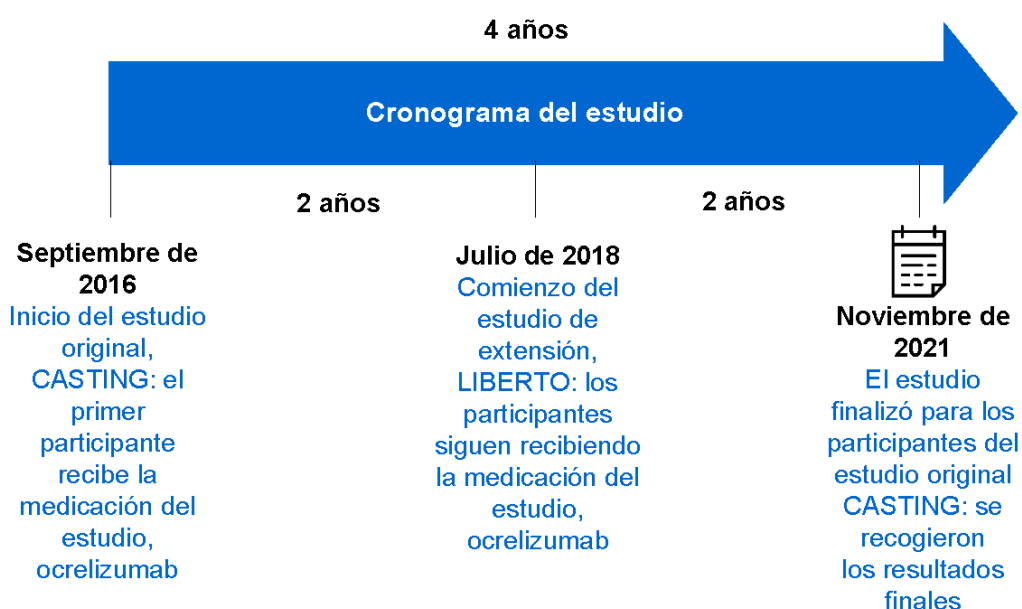 4 años
Cronograma del estudio
2 años
2 años
Septiembre de
2016
Inicio del estudio
original,
CASTING: el
primer
participante
recibe la
medicación del
estudio,
ocrelizumab
Julio de 2018
Comienzo del
estudio de
extensión,
LIBERTO: los
participantes
siguen recibiendo
la medicación del
estudio,
ocrelizumab
Noviembre de
2021
El estudio
finalizó para los
participantes del
estudio original
CASTING: se
recogieron
los resultados
finales